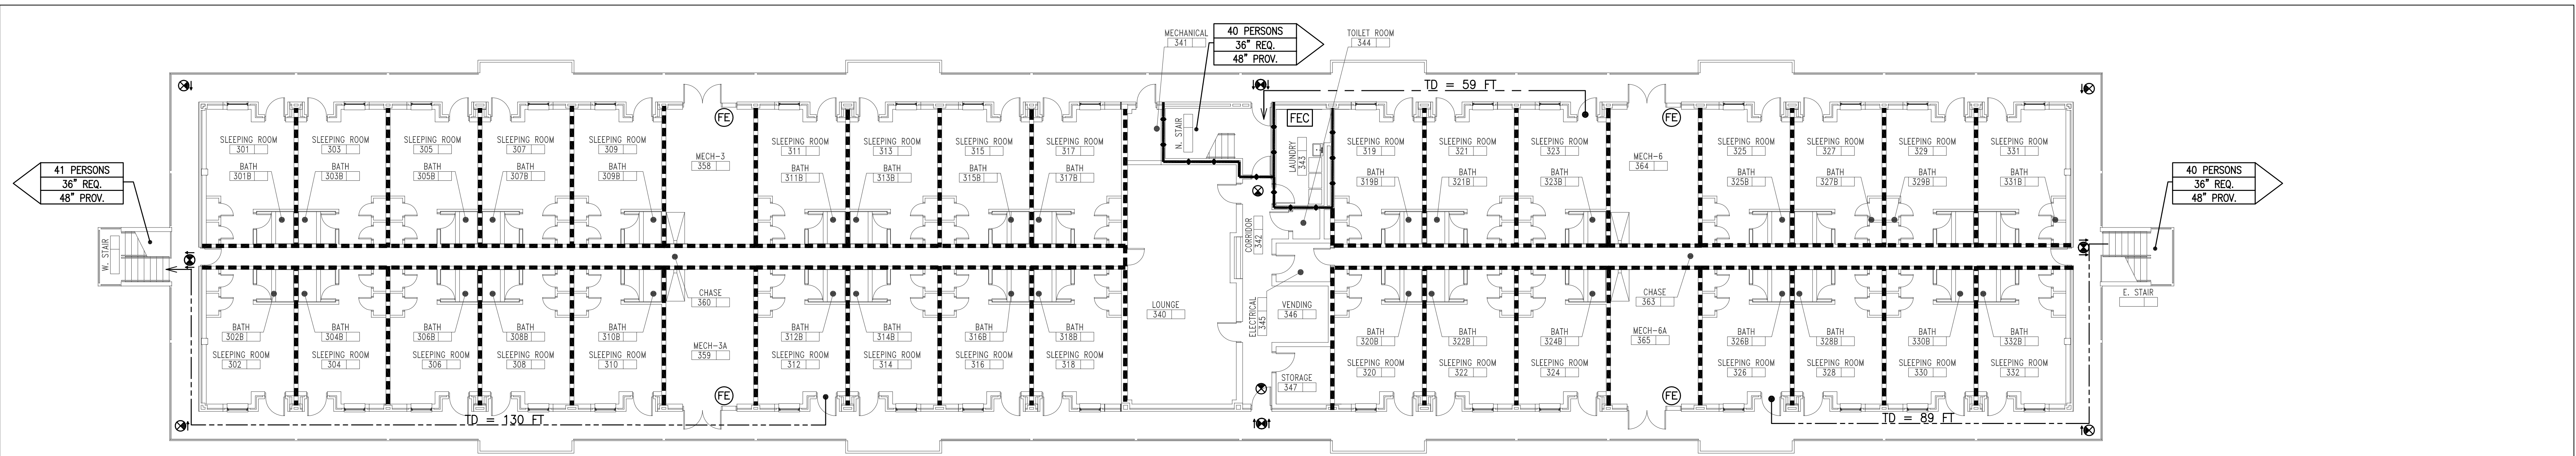 MECHANICAL
341
40 PERSONS
36" REQ.
48" PROV.
TOILET ROOM
344
TD = 59 FT
FE
FEC
FE
N. STAIR
LAUNDRY
343
SLEEPING ROOM
301
SLEEPING ROOM
303
SLEEPING ROOM
305
SLEEPING ROOM
307
SLEEPING ROOM
309
MECH-3
358
SLEEPING ROOM
311
SLEEPING ROOM
313
SLEEPING ROOM
315
SLEEPING ROOM
317
SLEEPING ROOM
319
SLEEPING ROOM
321
SLEEPING ROOM
323
MECH-6
364
SLEEPING ROOM
325
SLEEPING ROOM
327
SLEEPING ROOM
329
SLEEPING ROOM
331
41 PERSONS
36" REQ.
48" PROV.
BATH
301B
BATH
303B
BATH
305B
BATH
307B
BATH
309B
BATH
311B
BATH
313B
BATH
315B
BATH
317B
BATH
319B
BATH
321B
BATH
323B
BATH
325B
BATH
327B
BATH
329B
BATH
331B
40 PERSONS
36" REQ.
48" PROV.
W. STAIR
CORRIDOR
342
CHASE
360
LOUNGE
340
ELECTRICAL
345
VENDING
346
CHASE
363
E. STAIR
BATH
302B
BATH
304B
BATH
306B
BATH
308B
BATH
310B
MECH-3A
359
BATH
312B
BATH
314B
BATH
316B
BATH
318B
BATH
320B
BATH
322B
BATH
324B
MECH-6A
365
BATH
326B
BATH
328B
BATH
330B
BATH
332B
SLEEPING ROOM
302
SLEEPING ROOM
304
SLEEPING ROOM
306
SLEEPING ROOM
308
SLEEPING ROOM
310
SLEEPING ROOM
312
SLEEPING ROOM
314
SLEEPING ROOM
316
SLEEPING ROOM
318
STORAGE
347
SLEEPING ROOM
320
SLEEPING ROOM
322
SLEEPING ROOM
324
SLEEPING ROOM
326
SLEEPING ROOM
328
SLEEPING ROOM
330
SLEEPING ROOM
332
FE
FE
TD = 130 FT
TD = 89 FT